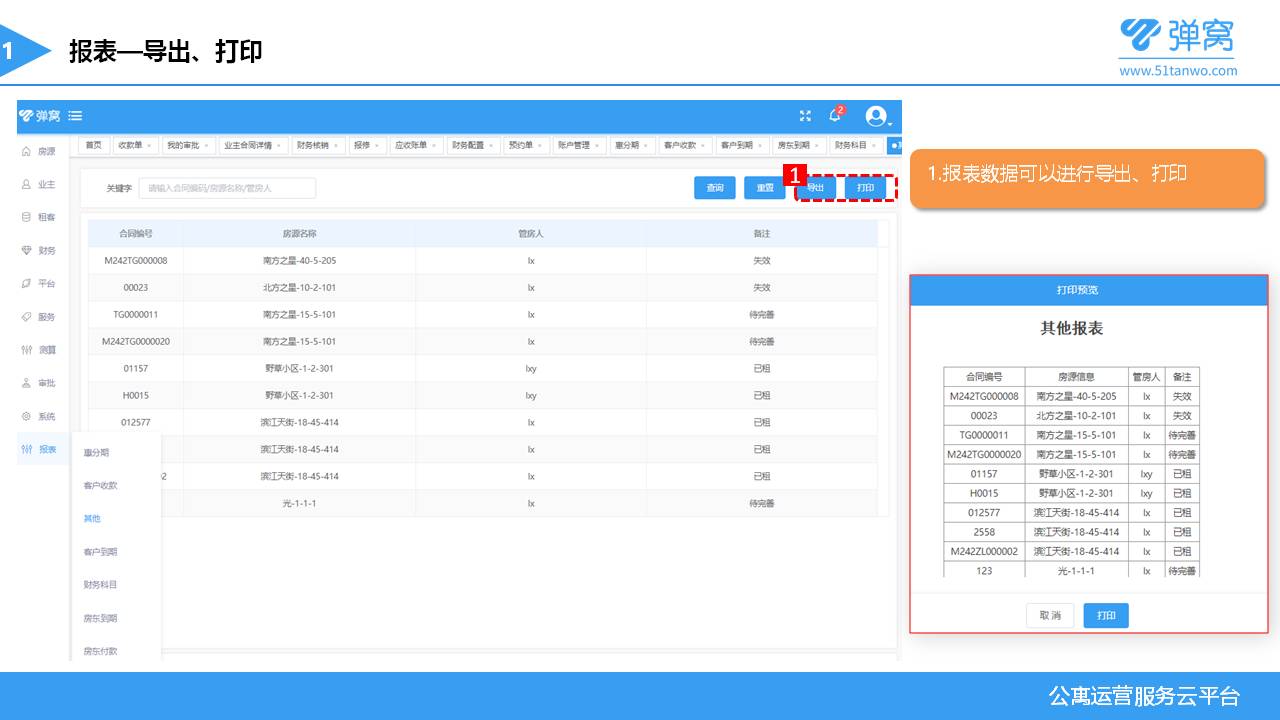 1
报表—导出、打印
弹窝
www.51tanwo.com
弹窝
2
首页 收款单 × 我的审批 × 业主合同详情 × 财务核销 × 报修 × 应收账单 × 财务配置 × 预约单 × 账户管理 × 惠分期 × 客户收款 × 客户到期 × 房东到期 × 财务科目 ×
房源
业主
租客
财务
平台
服务
测算
审批
系统
报表
关键字 请输入合同编码/房源名称/管房人 查询 重置 1 导出 打印
合同编号 房源名称 管房人 备注
M242TG000008 南方之星-40-5-205 lx 失效
00023 北方之星-10-2-101 lx 失效
TG0000011 南方之星-15-5-101 lx 待完善
M242TG0000020 南方之星-15-5-101 lx 待完善
01157 野草小区-1-2-301 lxy 已租
H0015 野草小区-1-2-301 lxy 已租
012577 滨江天街-18-45-414 lx 已租
滨江天街-18-45-414 lx 已租
2 滨江天街-18-45-414 lx 已租
光-1-1-1 lx 待完善
惠分期
客户收款
其他
客户到期
财务科目
房东到期
房东付款
1.报表数据可以进行导出、打印
打印预览
其他报表
合同编号 房源信息 管房人 备注
M242TG000008 南方之星-40-5-205 lx 失效
00023 北方之星-10-2-101 lx 失效
TG0000011 南方之星-15-5-101 lx 待完善
M242TG0000020 南方之星-15-5-101 lx 待完善
01157 野草小区-1-2-301 lxy 已租
H0015 野草小区-1-2-301 lxy 已租
012577 滨江天街-18-45-414 lx 已租
2558 滨江天街-18-45-414 lx 已租
M242ZL000002 滨江天街-18-45-414 lx 已租
123 光-1-1-1 lx 待完善
取消 打印
公寓运营服务云平台